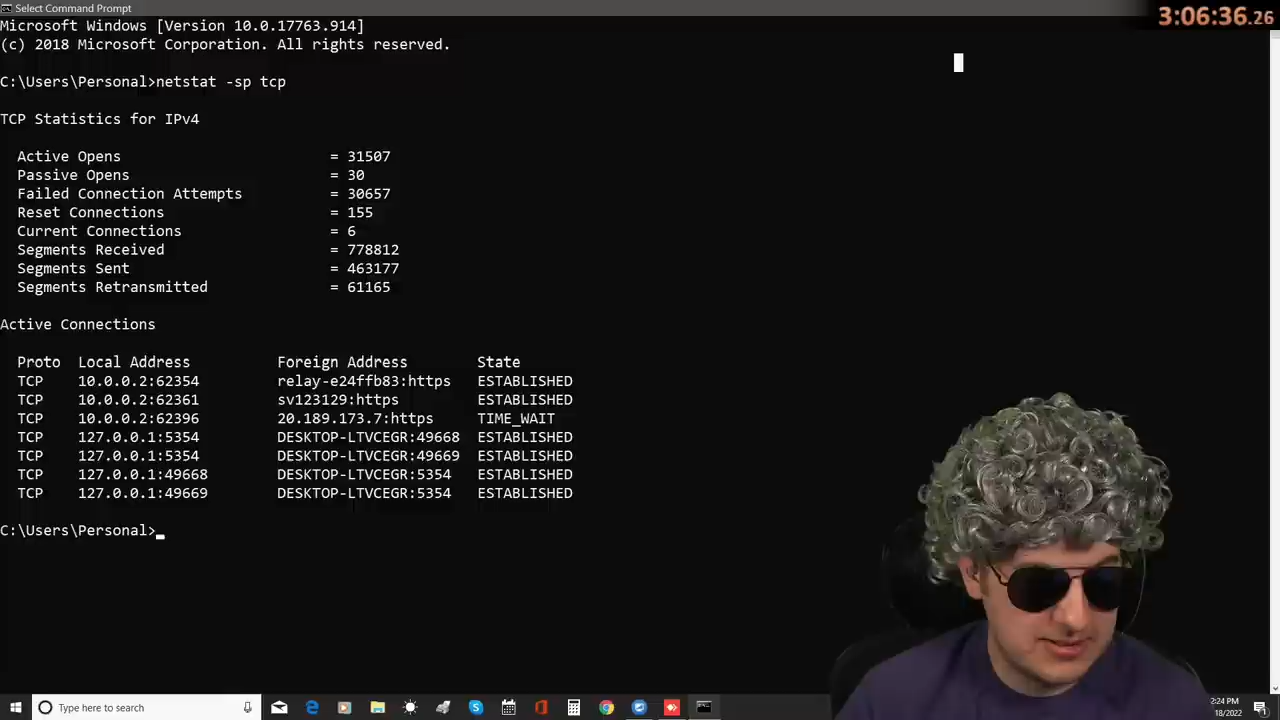 Select Command Prompt
3:06:36.26
Microsoft Windows [Version 10.0.17763.914]
(c) 2018 Microsoft Corporation. All rights reserved.
C:\Users\Personal>netstat -sp tcp
TCP Statistics for IPv4
Active Opens = 31507
Passive Opens = 30
Failed Connection Attempts = 30657
Reset Connections = 155
Current Connections = 6
Segments Received = 778812
Segments Sent = 463177
Segments Retransmitted = 61165
Active Connections
Proto Local Address Foreign Address State
TCP 10.0.0.2:62354 relay-e24ffb83:https ESTABLISHED
TCP 10.0.0.2:62361 sv123129:https ESTABLISHED
TCP 10.0.0.2:62396 20.189.173.7:https TIME_WAIT
TCP 127.0.0.1:5354 DESKTOP-LTVCEGR:49668 ESTABLISHED
TCP 127.0.0.1:5354 DESKTOP-LTVCEGR:49669 ESTABLISHED
TCP 127.0.0.1:49668 DESKTOP-LTVCEGR:5354 ESTABLISHED
TCP 127.0.0.1:49669 DESKTOP-LTVCEGR:5354 ESTABLISHED
C:\Users\Personal>
Type here to search
2:24 PM
18/2022